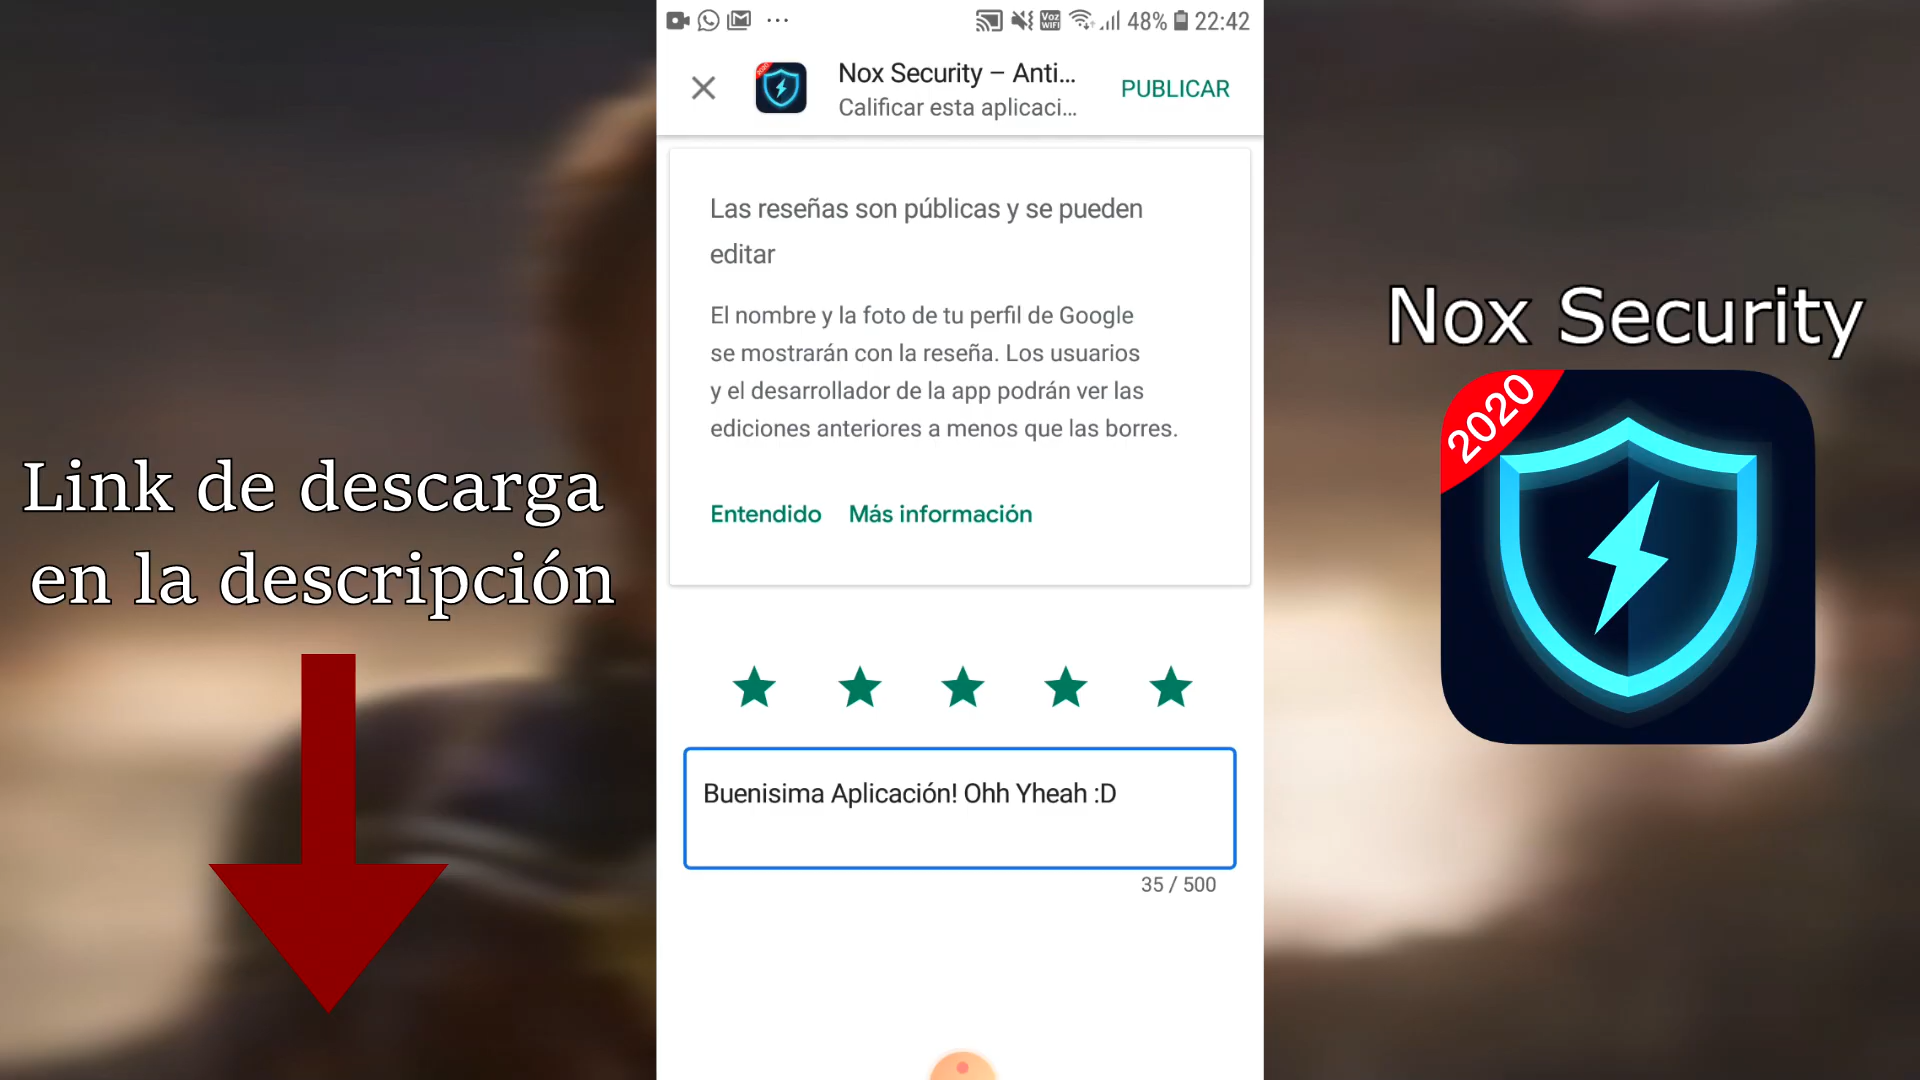 Voz
WiFi
48%
22:42
Nox Security – Anti...
Calificar esta aplicaci...
PUBLICAR
Las reseñas son públicas y se pueden
editar
El nombre y la foto de tu perfil de Google
se mostrarán con la reseña. Los usuarios
y el desarrollador de la app podrán ver las
ediciones anteriores a menos que las borres.
Entendido
Más información
Buenisima Aplicación! Ohh Yheah :D
35 / 500
Link de descarga
en la descripción
Nox Security
2020
2020